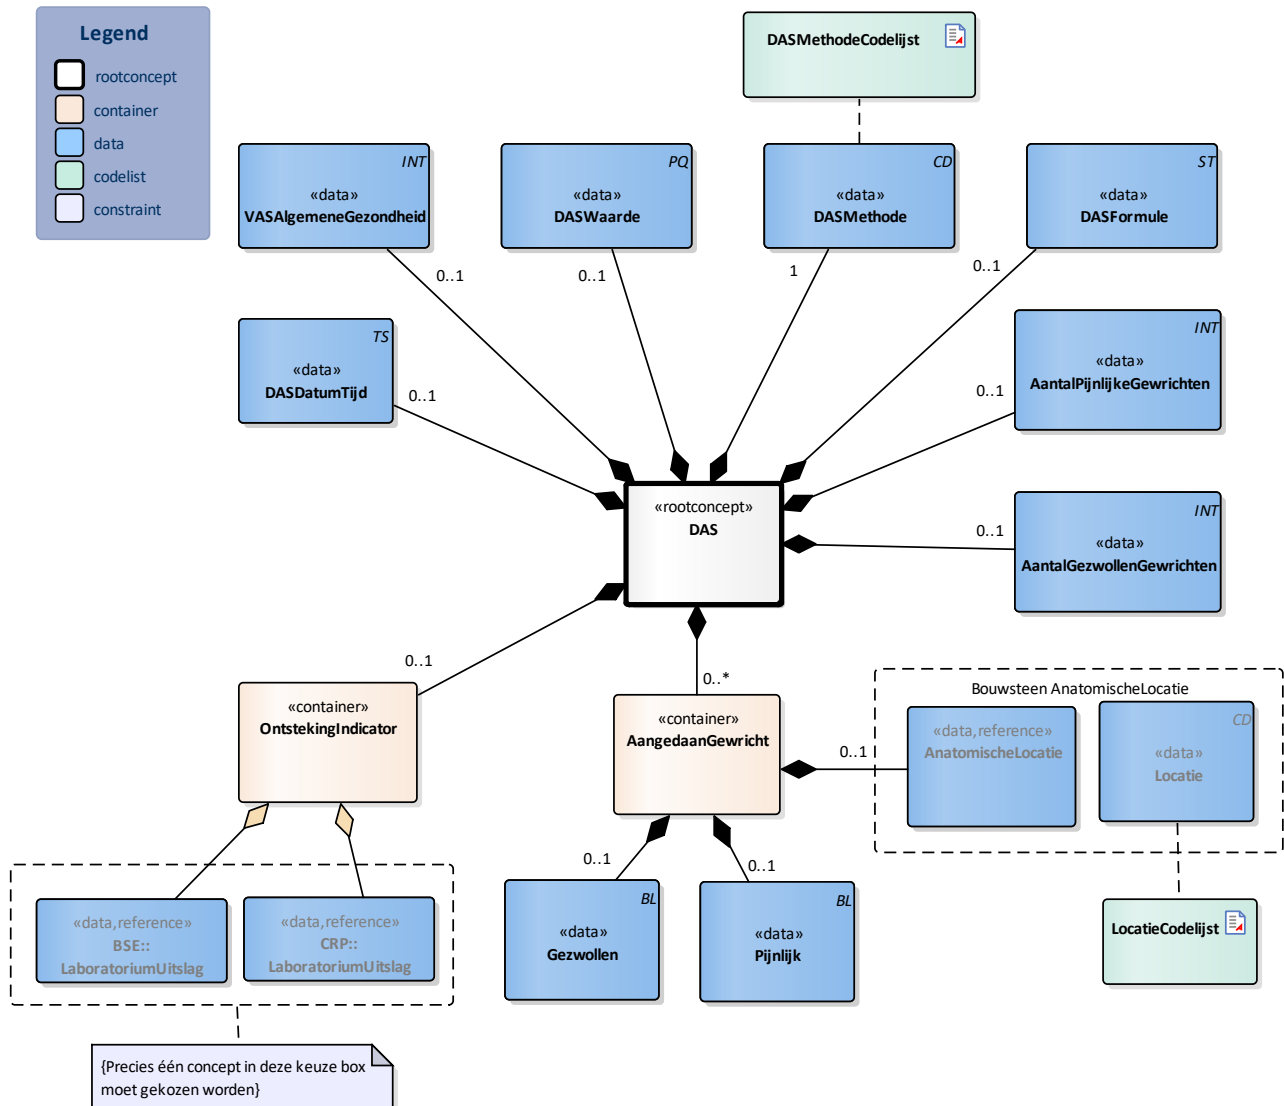 Legend
rootconcept
container
data
codelist
constraint
DASMethodeCodelijst
INT
«data»
VASAlgemeneGezondheid
PQ
«data»
DASWaarde
CD
«data»
DASMethode
ST
«data»
DASFormule
0..1
0..1
1
0..1
TS
«data»
DASDatumTijd
0..1
INT
«data»
AantalPijnlijkeGewrichten
0..1
«rootconcept»
DAS
INT
«data»
AantalGezwollenGewrichten
0..1
0..1
0..*
«container»
OntstekingIndicator
«container»
AangedaanGewricht
0..1
Bouwsteen AnatomischeLocatie
«data,reference»
AnatomischeLocatie
CD
«data»
Locatie
0..1
0..1
«data,reference»
BSE::
LaboratoriumUitslag
«data,reference»
CRP::
LaboratoriumUitslag
BL
«data»
Gezwollen
BL
«data»
Pijnlijk
LocatieCodelijst
{Precies één concept in deze keuze box
moet gekozen worden}